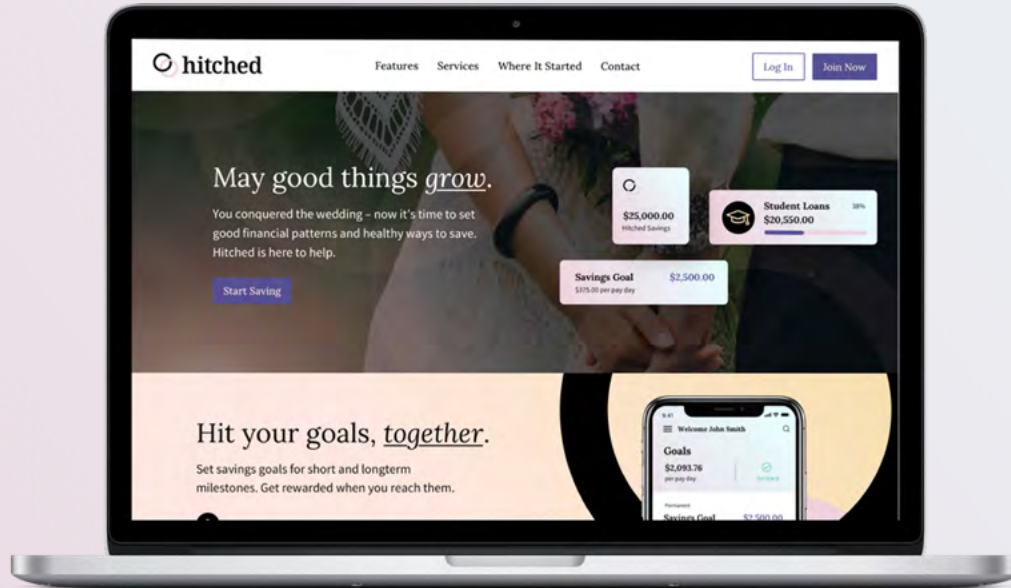 hitched
Features Services Where It Started Contact
Log In Join Now
May good things grow.
You conquered the wedding – now it's time to set
good financial patterns and healthy ways to save.
Hitched is here to help.
Start Saving
$25,000.00
Hitched Savings
Student Loans 38%
$20,550.00
Savings Goal $2,500.00
$375.00 per pay day
Hit your goals, together.
Set savings goals for short and longterm
milestones. Get rewarded when you reach them.
9:41
Welcome John Smith
Goals
$2,093.76
per pay day
Permanent
Savings Goal $2,500.00